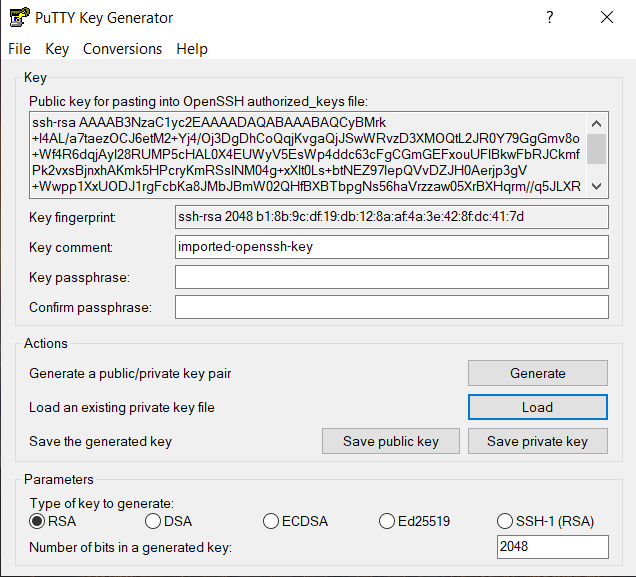 PuTTY Key Generator
File Key Conversions Help
Key
Public key for pasting into OpenSSH authorized_keys file:
ssh-rsa AAAAB3NzaC1yc2EAAAADAQABAAABAQCyBMrk
+I4AL/a7taezOCJ6etM2+Yj4/Oj3DgDhCoQqjKvgaQjJSwWRvzD3XMOQtL2JR0Y79GgGmv8o
+Wf4R6dqjAyI28RUMP5cHAL0X4EUWyV5EsWp4ddc63cFgCGmGEFxouUFIBkwFbRJCkmf
Pk2vxsBjnxhAKmk5HPcryKmRSsINM04g+xXlt0Ls+btNEZ97IepQVvDZJH0Aerjp3gV
+Wwpp1XxUODJ1rgFcbKa8JMbJBmW02QHfBXBTbpgNs56haVrzzaw05XrBXHqrm//q5JLXR
Key fingerprint:
ssh-rsa 2048 b1:8b:9c:df:19:db:12:8a:af:4a:3e:42:8f:dc:41:7d
Key comment:
imported-openssh-key
Key passphrase:
Confirm passphrase:
Actions
Generate a public/private key pair
Generate
Load an existing private key file
Load
Save the generated key
Save public key
Save private key
Parameters
Type of key to generate:
RSA DSA ECDSA Ed25519 SSH-1 (RSA)
Number of bits in a generated key:
2048